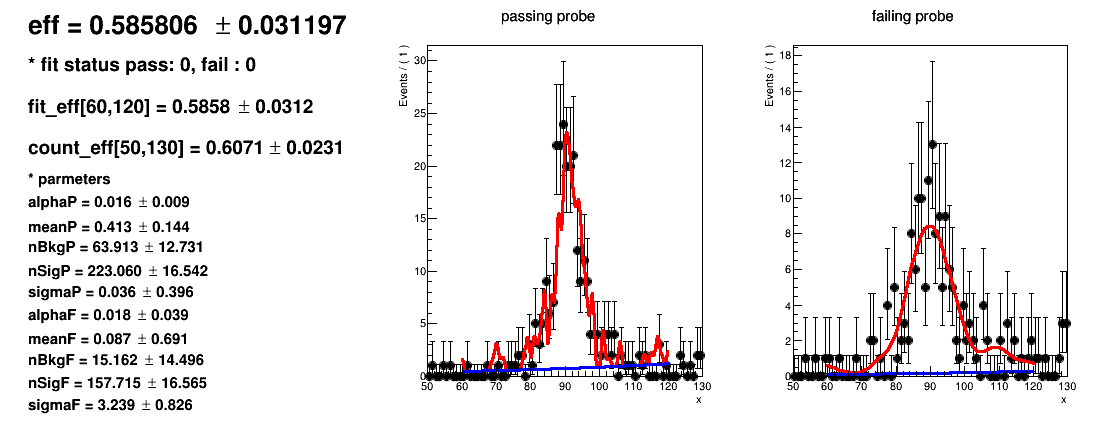 eff = 0.585806 ± 0.031197
* fit status pass: 0, fail : 0
fit_eff[60,120] = 0.5858 ± 0.0312
count_eff[50,130] = 0.6071 ± 0.0231
* parmeters
alphaP = 0.016 ± 0.009
meanP = 0.413 ± 0.144
nBkgP = 63.913 ± 12.731
nSigP = 223.060 ± 16.542
sigmaP = 0.036 ± 0.396
alphaF = 0.018 ± 0.039
meanF = 0.087 ± 0.691
nBkgF = 15.162 ± 14.496
nSigF = 157.715 ± 16.565
sigmaF = 3.239 ± 0.826
passing probe
Events / ( 1 )
30
25
20
15
10
5
0
50 60 70 80 90 100 110 120 130
x
failing probe
Events / ( 1 )
18
16
14
12
10
8
6
4
2
0
50 60 70 80 90 100 110 120 130
x